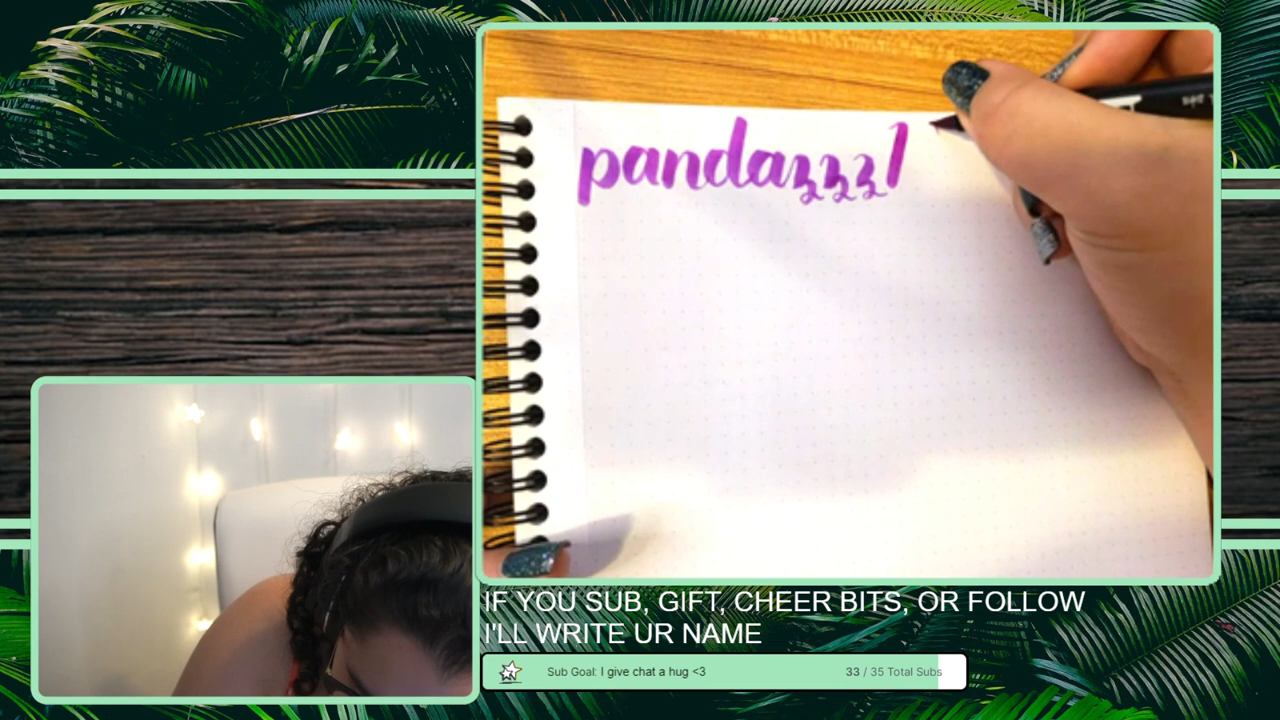 pandazzz1
IF YOU SUB, GIFT, CHEER BITS, OR FOLLOW
I'LL WRITE UR NAME
Sub Goal: I give chat a hug <3 33 / 35 Total Subs